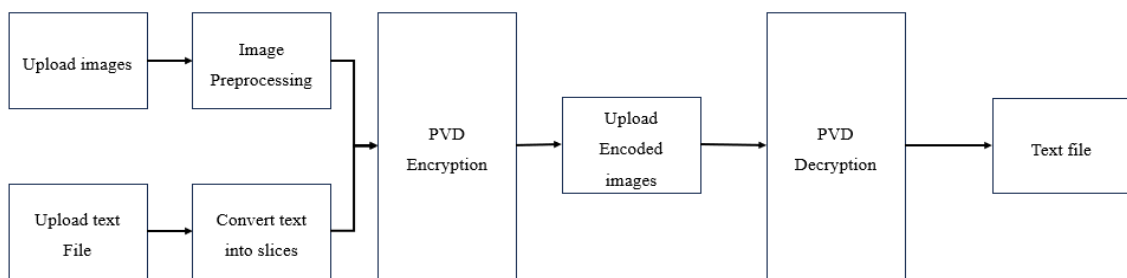 Upload images
Image
Preprocessing
Upload text
File
Convert text
into slices
PVD
Encryption
Upload
Encoded
images
PVD
Decryption
Text file